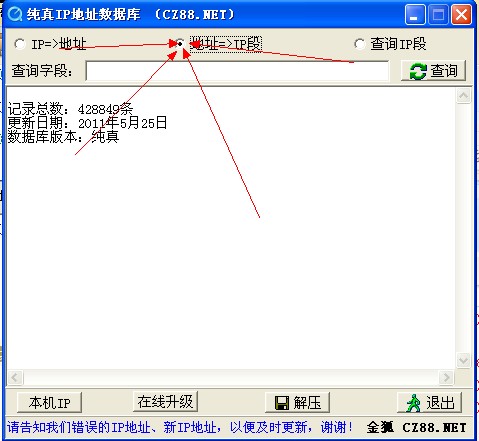 纯真IP地址数据库 （CZ88.NET）
IP=>地址 地址=>IP段 查询IP段
查询字段： 查询
记录总数：428849条
更新日期：2011年5月25日
数据库版本：纯真
本机IP 在线升级 解压 退出
请告知我们错误的IP地址、新IP地址，以便及时更新，谢谢！ 金狐 CZ88.NET